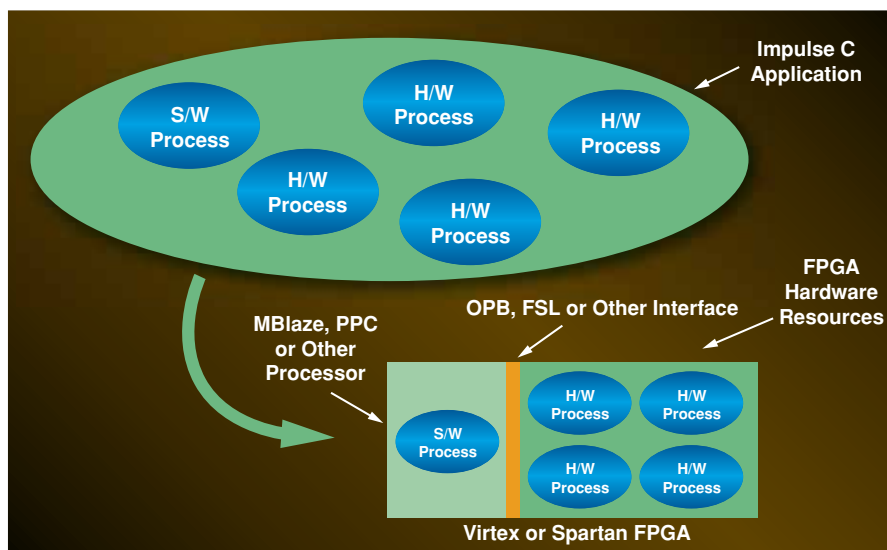 Impulse C
Application
S/W
Process
H/W
Process
H/W
Process
H/W
Process
H/W
Process
FPGA
Hardware
Resources
OPB, FSL or Other Interface
MBlaze, PPC
or Other
Processor
S/W
Process
H/W
Process
H/W
Process
H/W
Process
H/W
Process
Virtex or Spartan FPGA